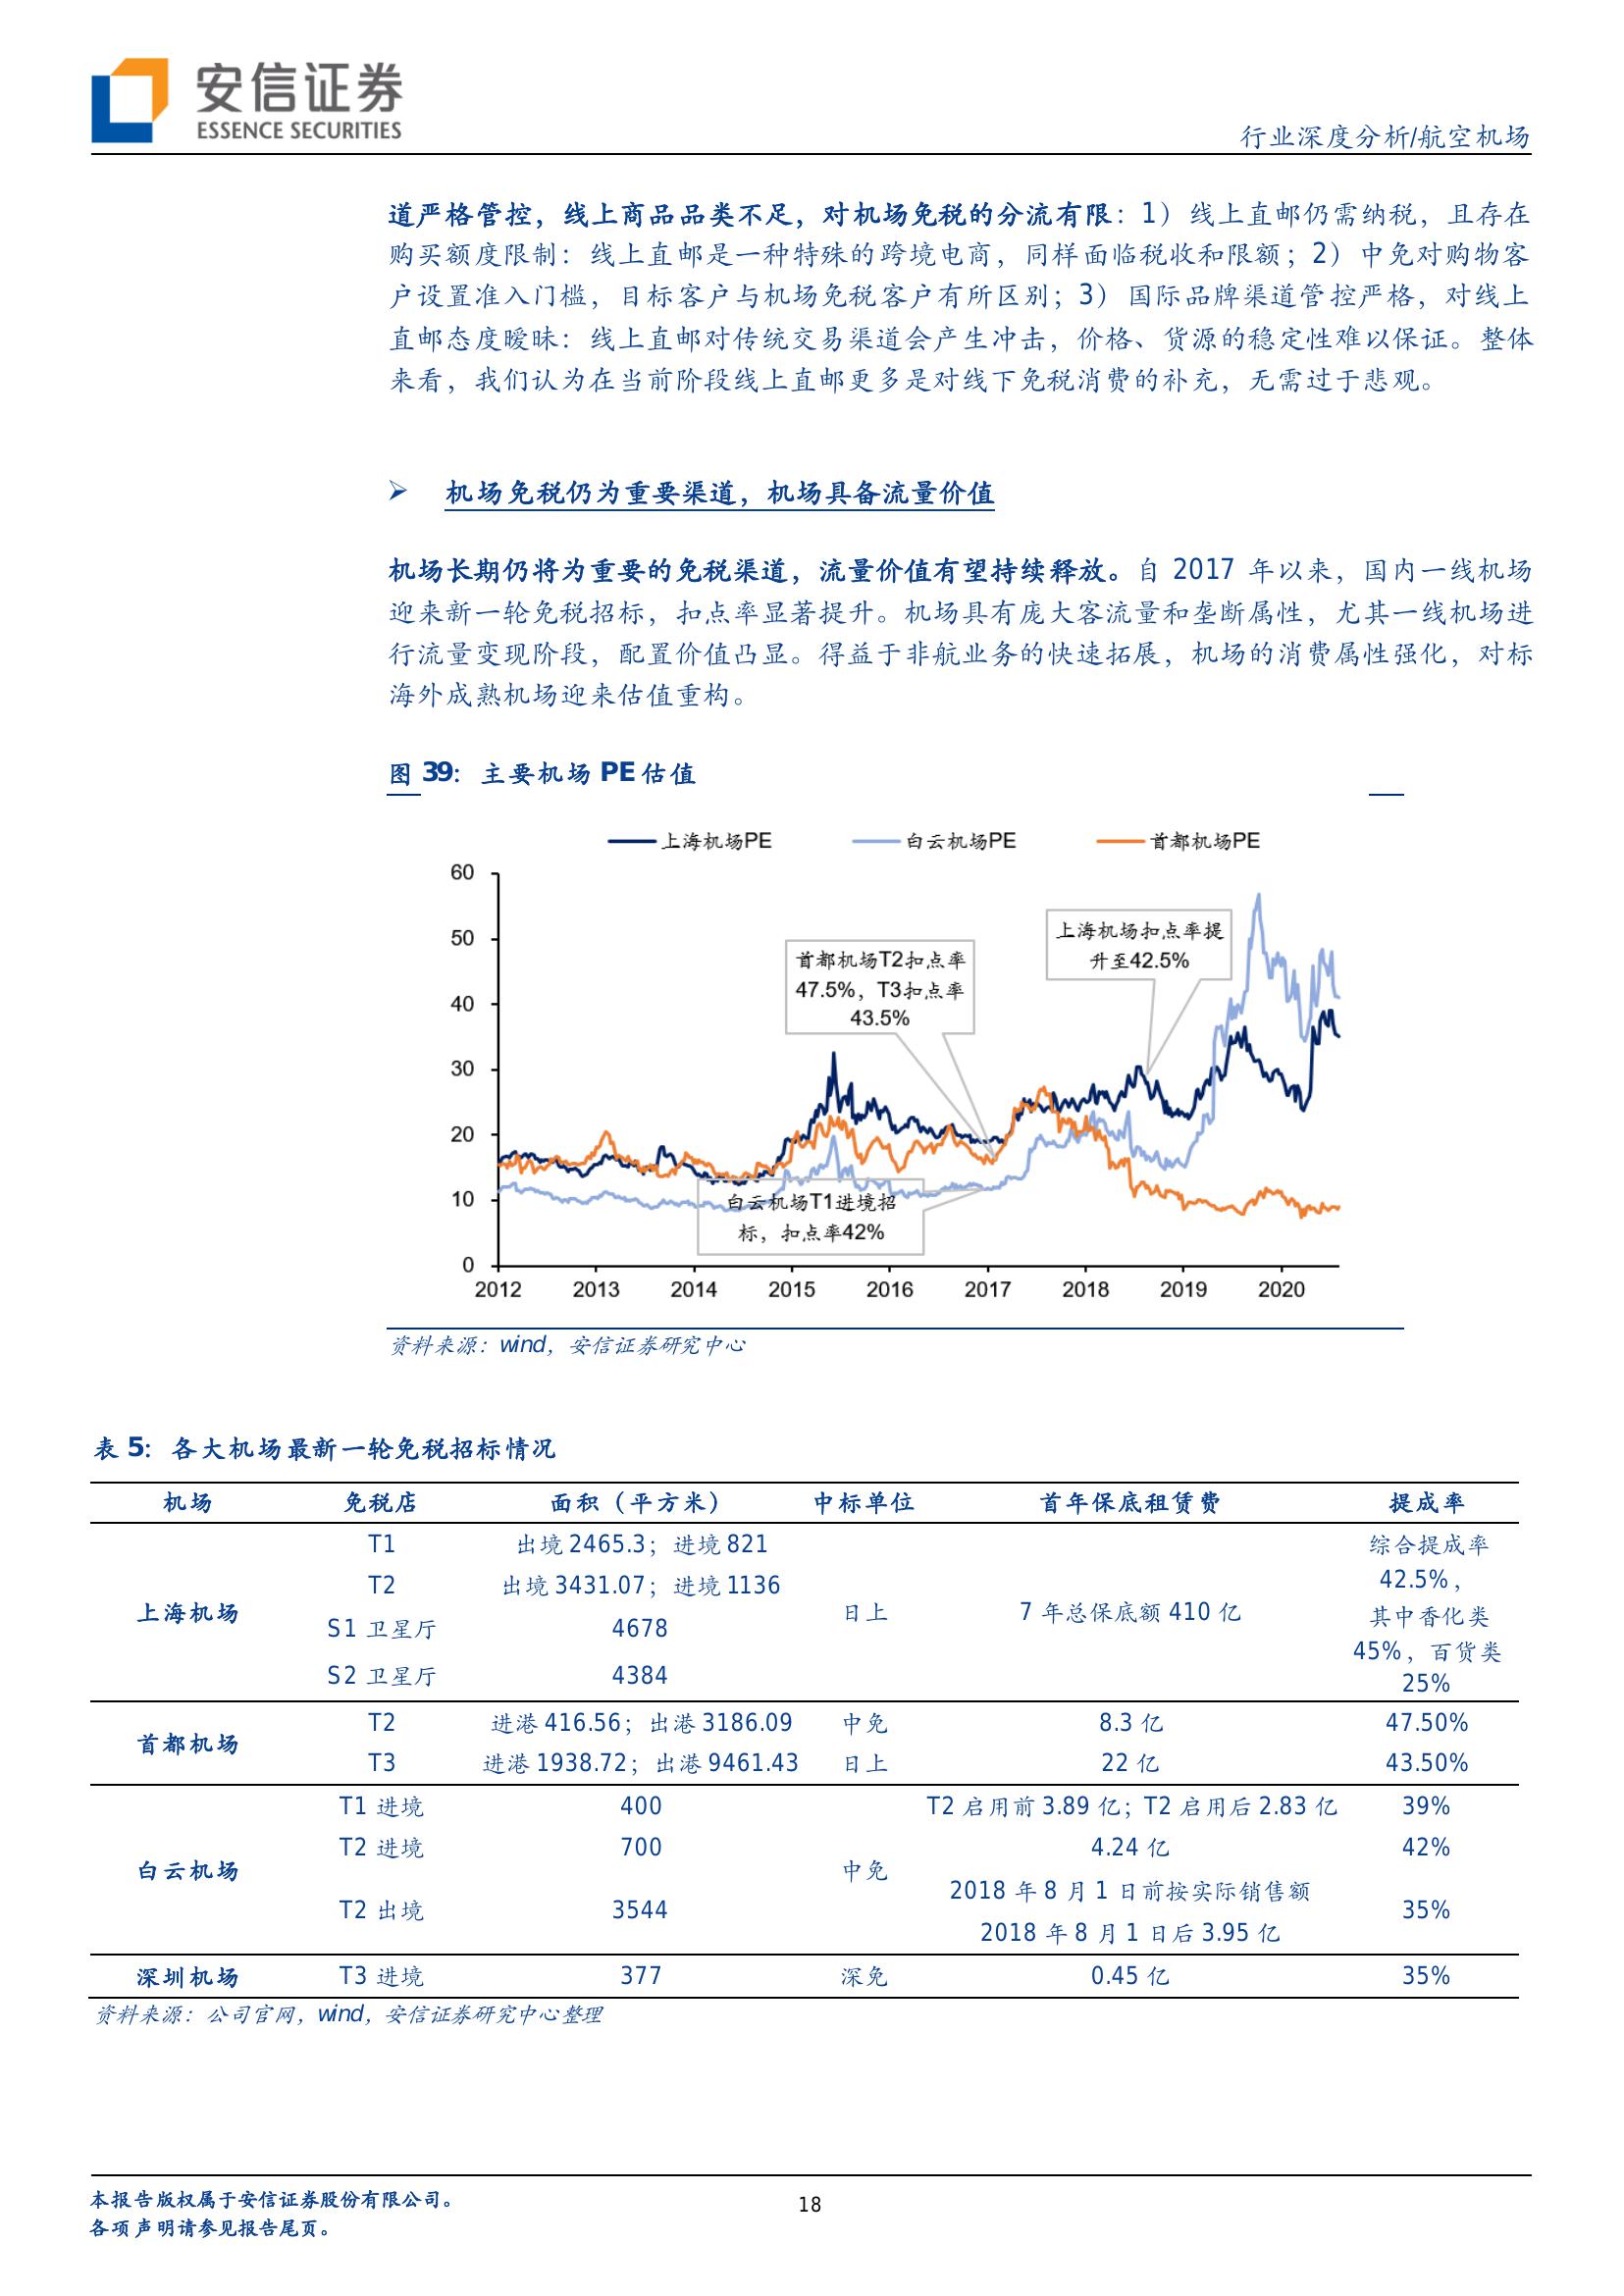 安信证券
ESSENCE SECURITIES
行业深度分析/航空机场
道严格管控，线上商品品类不足，对机场免税的分流有限：1）线上直邮仍需纳税，且存在
购买额度限制：线上直邮是一种特殊的跨境电商，同样面临税收和限额；2）中免对购物客
户设置准入门槛，目标客户与机场免税客户有所区别；3）国际品牌渠道管控严格，对线上
直邮态度暧昧：线上直邮对传统交易渠道会产生冲击，价格、货源的稳定性难以保证。整体
来看，我们认为在当前阶段线上直邮更多是对线下免税消费的补充，无需过于悲观。
➢ 机场免税仍为重要渠道，机场具备流量价值
机场长期仍将为重要的免税渠道，流量价值有望持续释放。自 2017 年以来，国内一线机场
迎来新一轮免税招标，扣点率显著提升。机场具有庞大客流量和垄断属性，尤其一线机场进
行流量变现阶段，配置价值凸显。得益于非航业务的快速拓展，机场的消费属性强化，对标
海外成熟机场迎来估值重构。
图 39：主要机场 PE 估值
上海机场PE 白云机场PE 首都机场PE
60
50
40
30
20
10
0
上海机场扣点率提
升至42.5%
首都机场T2扣点率
47.5%，T3扣点率
43.5%
白云机场T1进境招
标，扣点率42%
2012 2013 2014 2015 2016 2017 2018 2019 2020
资料来源：wind，安信证券研究中心
表 5：各大机场最新一轮免税招标情况
机场 免税店 面积（平方米） 中标单位 首年保底租赁费 提成率
上海机场 日上 7 年总保底额 410 亿
T1 出境 2465.3；进境 821
T2 出境 3431.07；进境 1136
S1 卫星厅 4678
S2 卫星厅 4384
综合提成率
42.5%，
其中香化类
45%，百货类
25%
首都机场
T2 进港 416.56；出港 3186.09 中免 8.3 亿 47.50%
T3 进港 1938.72；出港 9461.43 日上 22 亿 43.50%
白云机场 中免
T1 进境 400 T2 启用前 3.89 亿；T2 启用后 2.83 亿 39%
T2 进境 700 4.24 亿 42%
T2 出境 3544 2018 年 8 月 1 日前按实际销售额 35%
2018 年 8 月 1 日后 3.95 亿
深圳机场 T3 进境 377 深免 0.45 亿 35%
资料来源：公司官网，wind，安信证券研究中心整理
本报告版权属于安信证券股份有限公司。
各项声明请参见报告尾页。
18